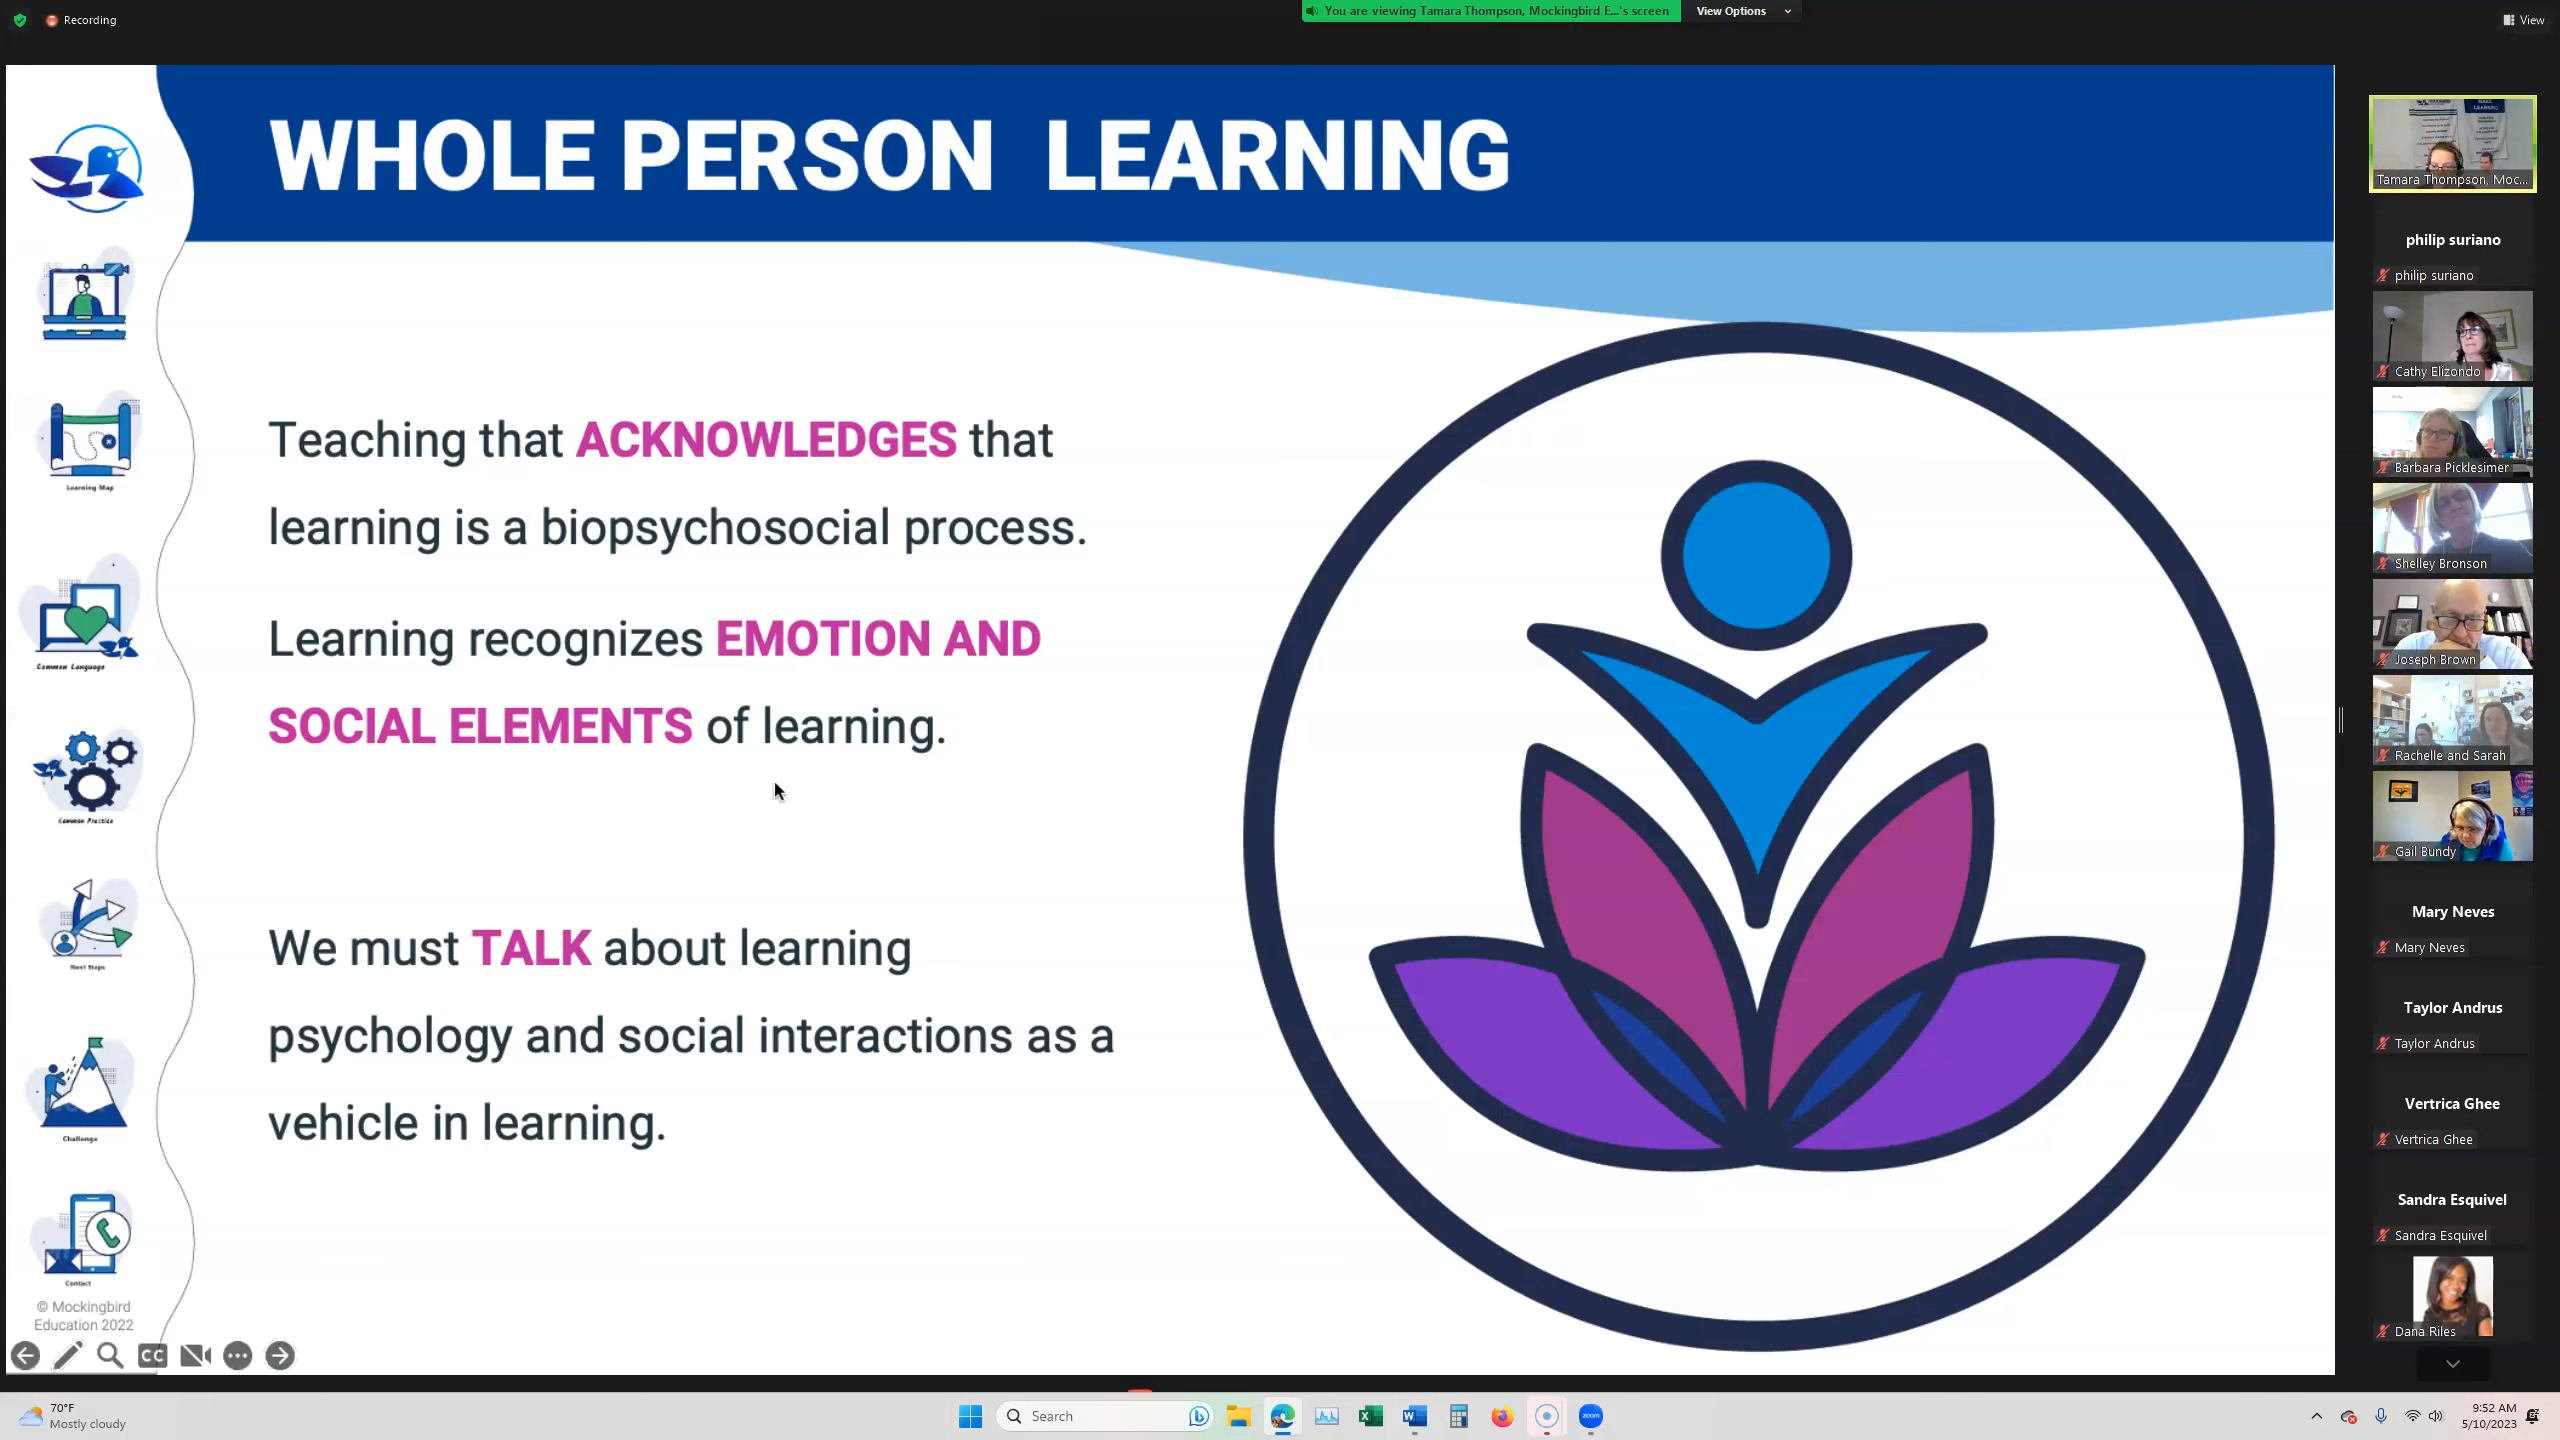 Recording
You are viewing Tamara Thompson, Mockingbird E...'s screen
View Options
View
WHOLE PERSON LEARNING
Teaching that ACKNOWLEDGES that
learning is a biopsychosocial process.
Learning recognizes EMOTION AND
SOCIAL ELEMENTS of learning.
We must TALK about learning
psychology and social interactions as a
vehicle in learning.
Learning Map
Common Language
Common Practice
Next Steps
Challenge
Contact
© Mockingbird
Education 2022
CC
Tamara Thompson, Moc...
philip suriano
philip suriano
Cathy Elizondo
Barbara Picklesimer
Shelley Bronson
Joseph Brown
Rachelle and Sarah
Gail Bundy
Mary Neves
Mary Neves
Taylor Andrus
Taylor Andrus
Vertrica Ghee
Vertrica Ghee
Sandra Esquivel
Sandra Esquivel
Dana Riles
70°F
Mostly cloudy
Search
zoom
9:52 AM
5/10/2023